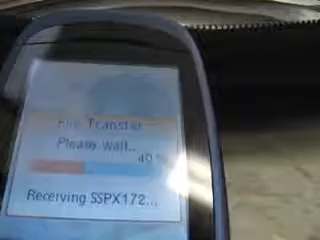 File Transfer
Please wait..
40 %
Receiving SSPX172...